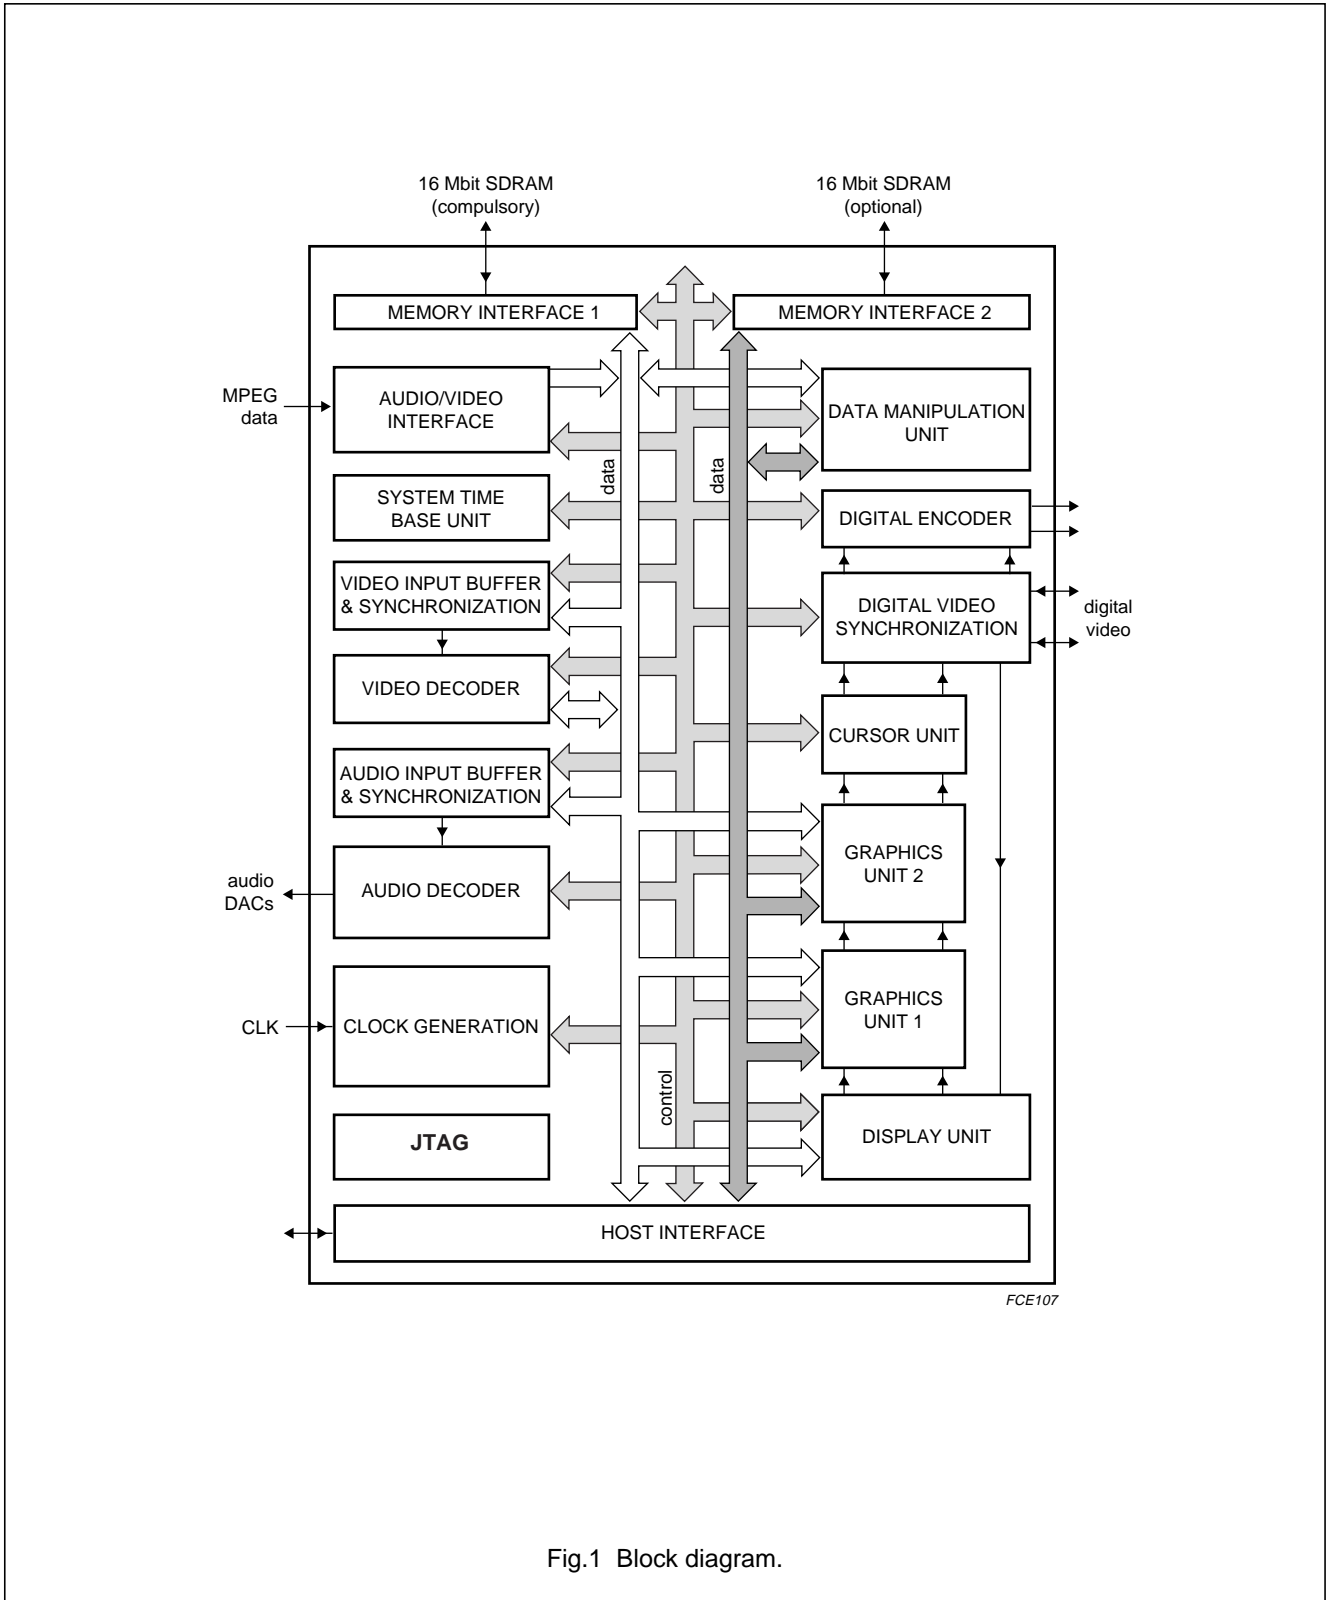 16 Mbit SDRAM
(compulsory)
16 Mbit SDRAM
(optional)
MEMORY INTERFACE 1
MEMORY INTERFACE 2
MPEG
data
AUDIO/VIDEO
INTERFACE
DATA MANIPULATION
UNIT
data
data
SYSTEM TIME
BASE UNIT
DIGITAL ENCODER
VIDEO INPUT BUFFER
& SYNCHRONIZATION
DIGITAL VIDEO
SYNCHRONIZATION
digital
video
VIDEO DECODER
CURSOR UNIT
AUDIO INPUT BUFFER
& SYNCHRONIZATION
GRAPHICS
UNIT 2
audio
DACs
AUDIO DECODER
GRAPHICS
UNIT 1
CLK
CLOCK GENERATION
control
JTAG
DISPLAY UNIT
HOST INTERFACE
FCE107
Fig.1 Block diagram.